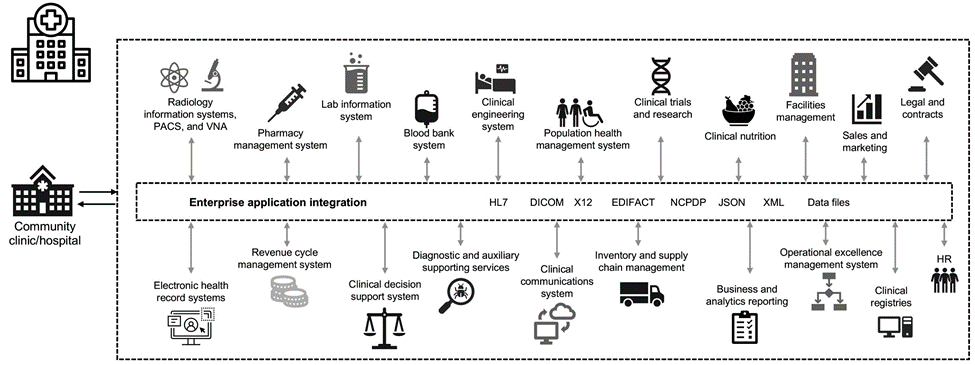 Radiology
information systems,
PACS, and VNA
Pharmacy
management system
Lab information
system
Blood bank
system
Clinical
engineering
system
Population health
management system
Clinical trials
and research
Clinical nutrition
Facilities
management
Sales and
marketing
Legal and
contracts
Community
clinic/hospital
Enterprise application integration
HL7 DICOM X12 EDIFACT NCPDP JSON XML Data files
Electronic health
record systems
Revenue cycle
management system
Clinical decision
support system
Diagnostic and auxiliary
supporting services
Clinical
communications
system
Inventory and supply
chain management
Business and
analytics reporting
Operational excellence
management system
Clinical
registries
HR